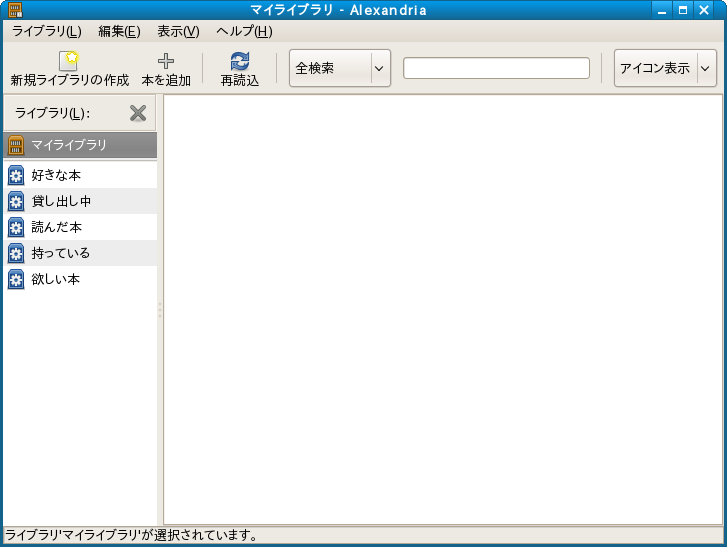 マイライブラリ - Alexandria
ライブラリ(L) 編集(E) 表示(V) ヘルプ(H)
新規ライブラリの作成 本を追加 再読込 全検索 アイコン表示
ライブラリ(L):
マイライブラリ
好きな本
貸し出し中
読んだ本
持っている
欲しい本
ライブラリ'マイライブラリ'が選択されています。